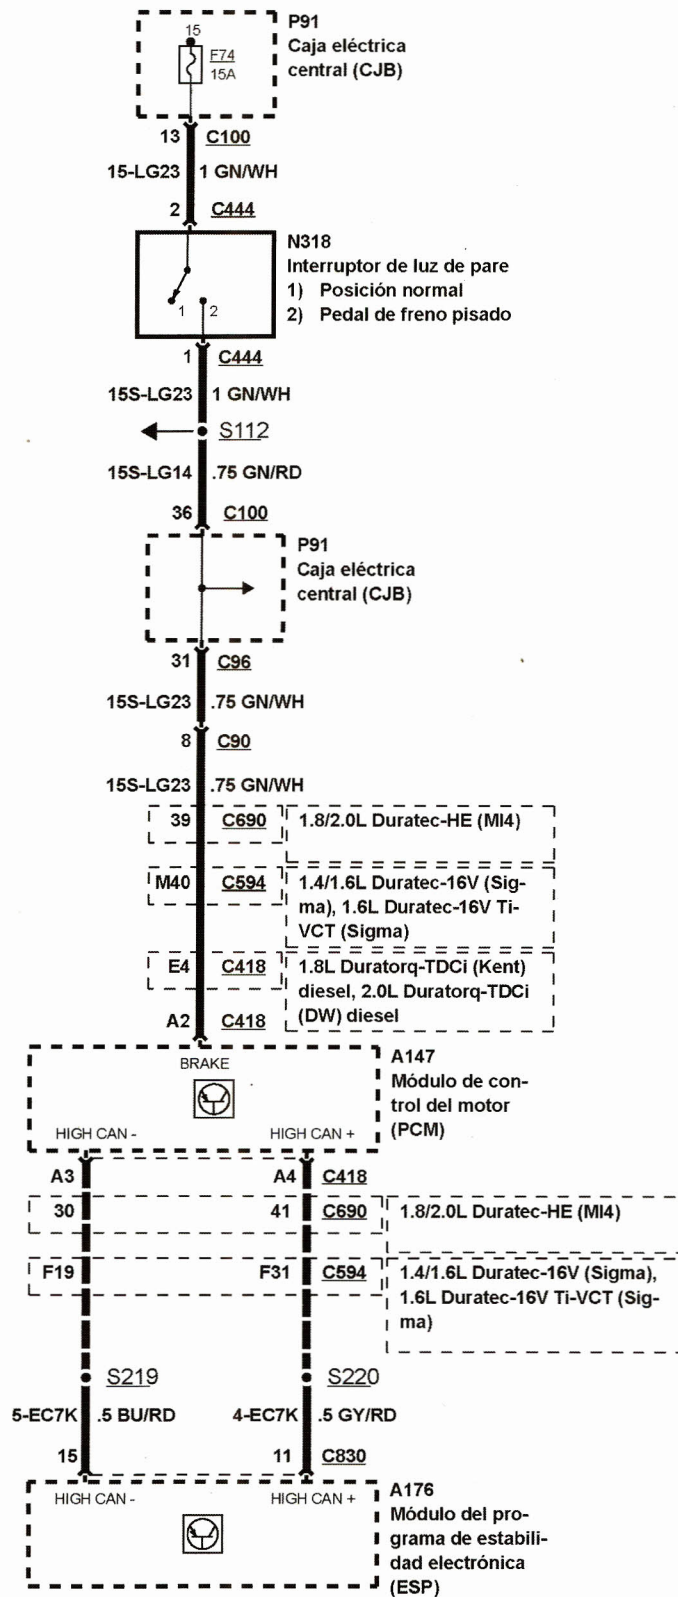 P91
Caja eléctrica
central (CJB)
15
F74
15A
13 C100
15-LG23 1 GN/WH
2 C444
N318
Interruptor de luz de pare
1) Posición normal
2) Pedal de freno pisado
1 2
1 C444
15S-LG23 1 GN/WH
S112
15S-LG14 .75 GN/RD
36 C100
P91
Caja eléctrica
central (CJB)
31 C96
15S-LG23 .75 GN/WH
8 C90
15S-LG23 .75 GN/WH
39 C690 1.8/2.0L Duratec-HE (MI4)
M40 C594 1.4/1.6L Duratec-16V (Sig-
ma), 1.6L Duratec-16V Ti-
VCT (Sigma)
E4 C418 1.8L Duratorq-TDCi (Kent)
diesel, 2.0L Duratorq-TDCi
(DW) diesel
A2 C418
BRAKE
A147
Módulo de con-
trol del motor
(PCM)
HIGH CAN - HIGH CAN +
A3 A4 C418
30 41 C690 1.8/2.0L Duratec-HE (MI4)
F19 F31 C594 1.4/1.6L Duratec-16V (Sigma),
1.6L Duratec-16V Ti-VCT (Sig-
ma)
S219 S220
5-EC7K .5 BU/RD 4-EC7K .5 GY/RD
15 11 C830
HIGH CAN - HIGH CAN +
A176
Módulo del pro-
grama de estabili-
dad electrónica
(ESP)